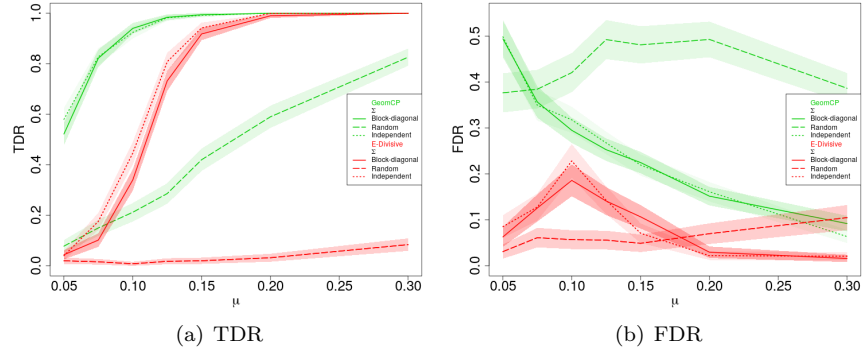 TDR
0.0
0.2
0.4
0.6
0.8
1.0
0.05
0.10
0.15
0.20
0.25
0.30
μ
GeomCP
Σ
Block-diagonal
Random
Independent
E-Divisive
Σ
Block-diagonal
Random
Independent
(a) TDR
FDR
0.0
0.1
0.2
0.3
0.4
0.5
0.05
0.10
0.15
0.20
0.25
0.30
μ
GeomCP
Σ
Block-diagonal
Random
Independent
E-Divisive
Σ
Block-diagonal
Random
Independent
(b) FDR